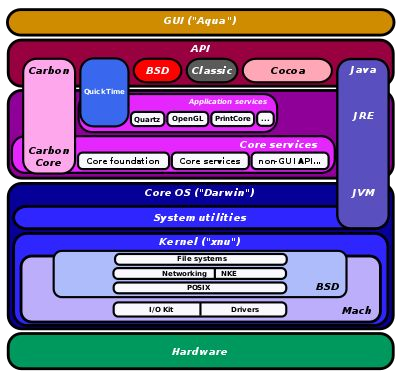 GUI ("Aqua")
API
Carbon
QuickTime
BSD
Classic
Cocoa
Java
Application services
JRE
Quartz
OpenGL
PrintCore
...
Core services
Carbon
Core
Core foundation
Core services
non-GUI API...
Core OS ("Darwin")
JVM
System utilities
Kernel ("xnu")
File systems
Networking
NKE
POSIX
BSD
I/O Kit
Drivers
Mach
Hardware